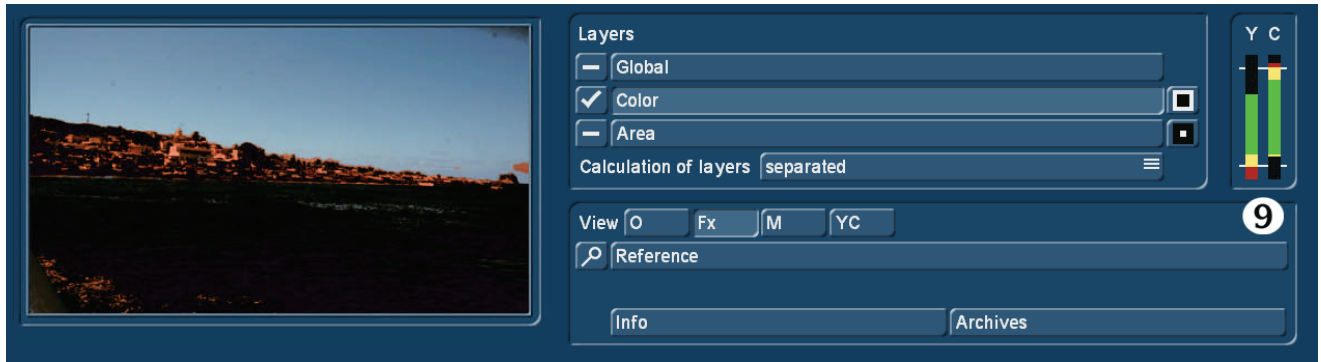 Layers
Global
Color
Area
Calculation of layers separated
Y C
View O Fx M YC
9
Reference
Info Archives